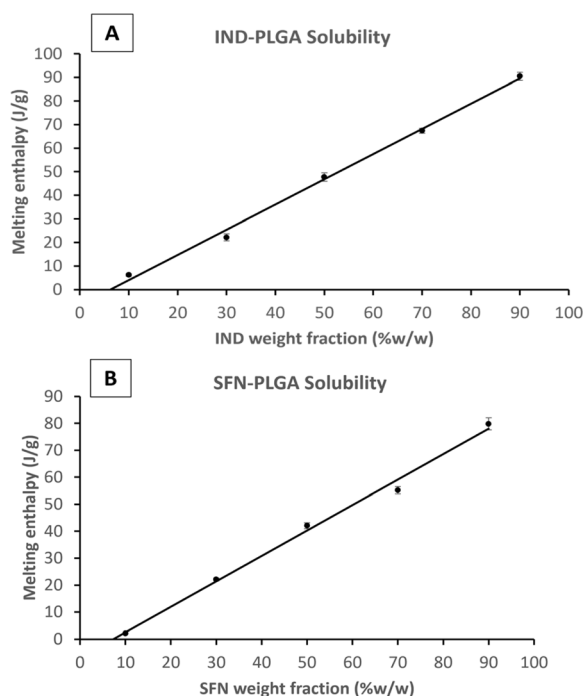 A
IND-PLGA Solubility
Melting enthalpy (J/g)
100
90
80
70
60
50
40
30
20
10
0
0 10 20 30 40 50 60 70 80 90 100
IND weight fraction (%w/w)
B
SFN-PLGA Solubility
Melting enthalpy (J/g)
90
80
70
60
50
40
30
20
10
0
0 10 20 30 40 50 60 70 80 90 100
SFN weight fraction (%w/w)